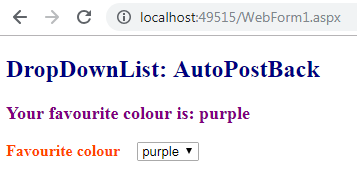 localhost:49515/WebForm1.aspx
DropDownList: AutoPostBack
Your favourite colour is: purple
Favourite colour purple